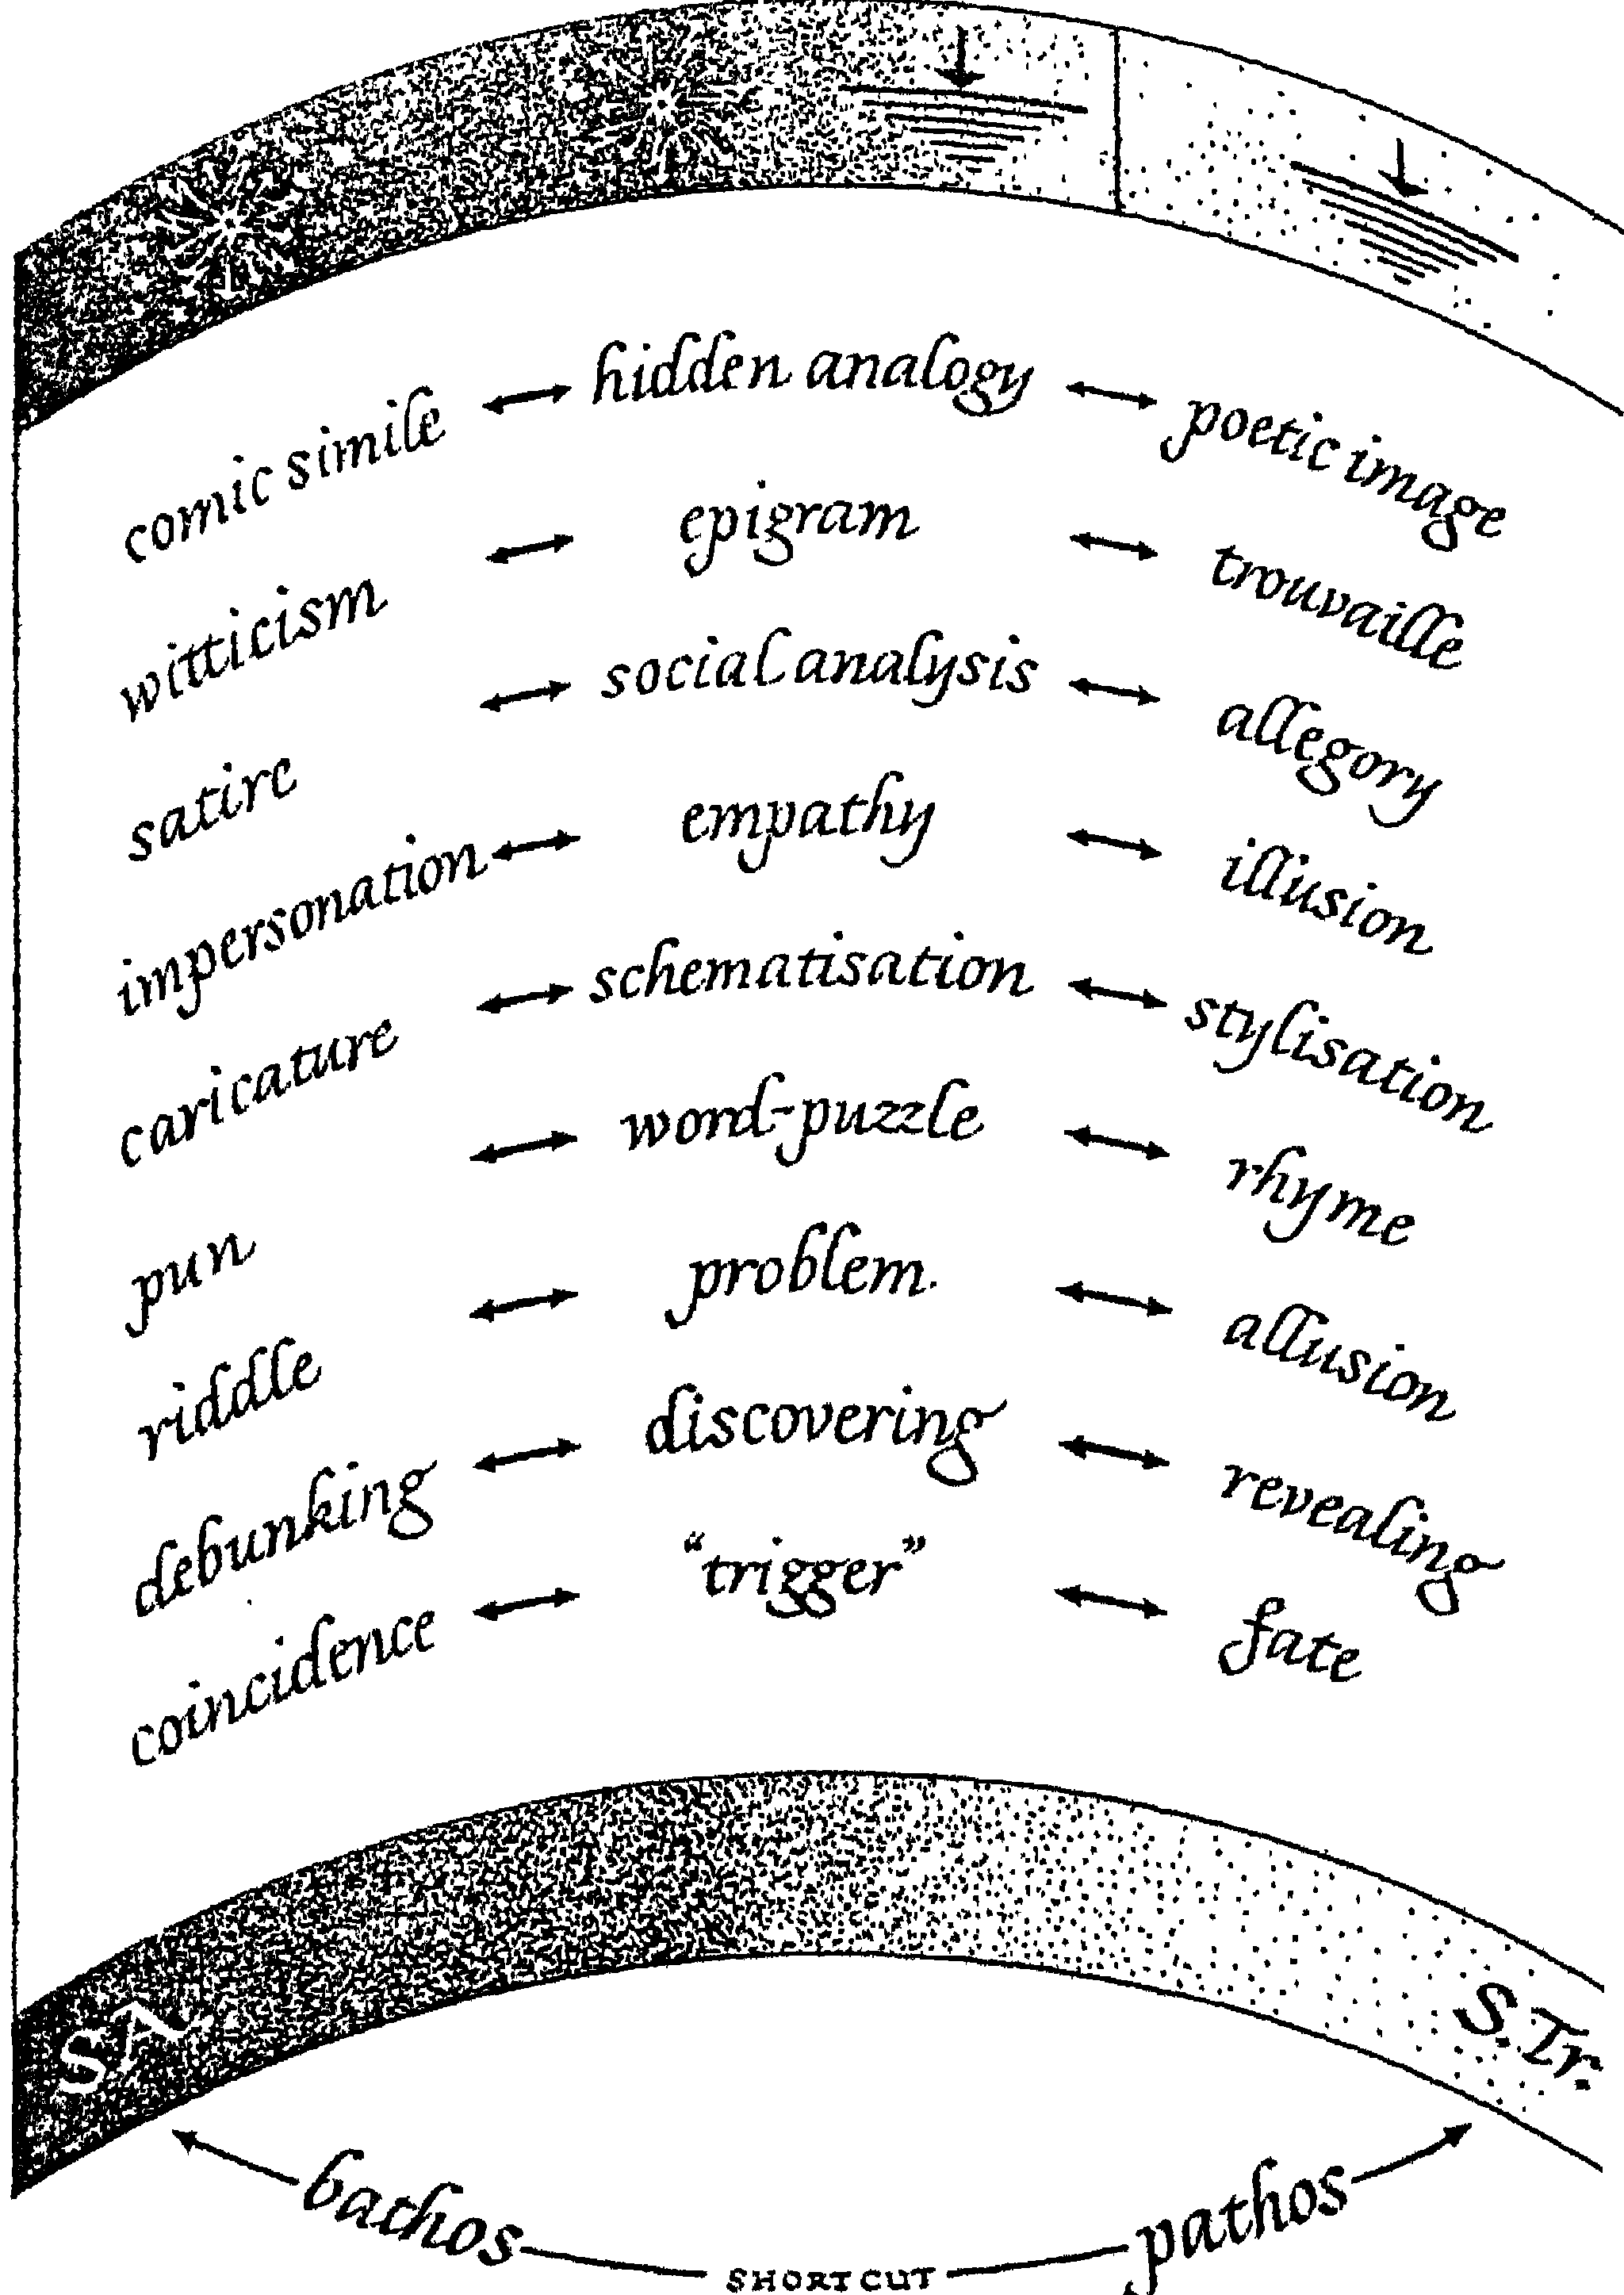 comic simile ↔ hidden analogy ↔ poetic image
witticism ↔ epigram ↔ trouvaille
satire ↔ social analysis ↔ allegory
impersonation ↔ empathy ↔ illusion
caricature ↔ schematisation ↔ stylisation
pun ↔ word-puzzle ↔ rhyme
riddle ↔ problem. ↔ allusion
debunking ↔ discovering ↔ revealing
coincidence ↔ "trigger" ↔ fate
SA S.Tr.
bathos SHORT CUT pathos